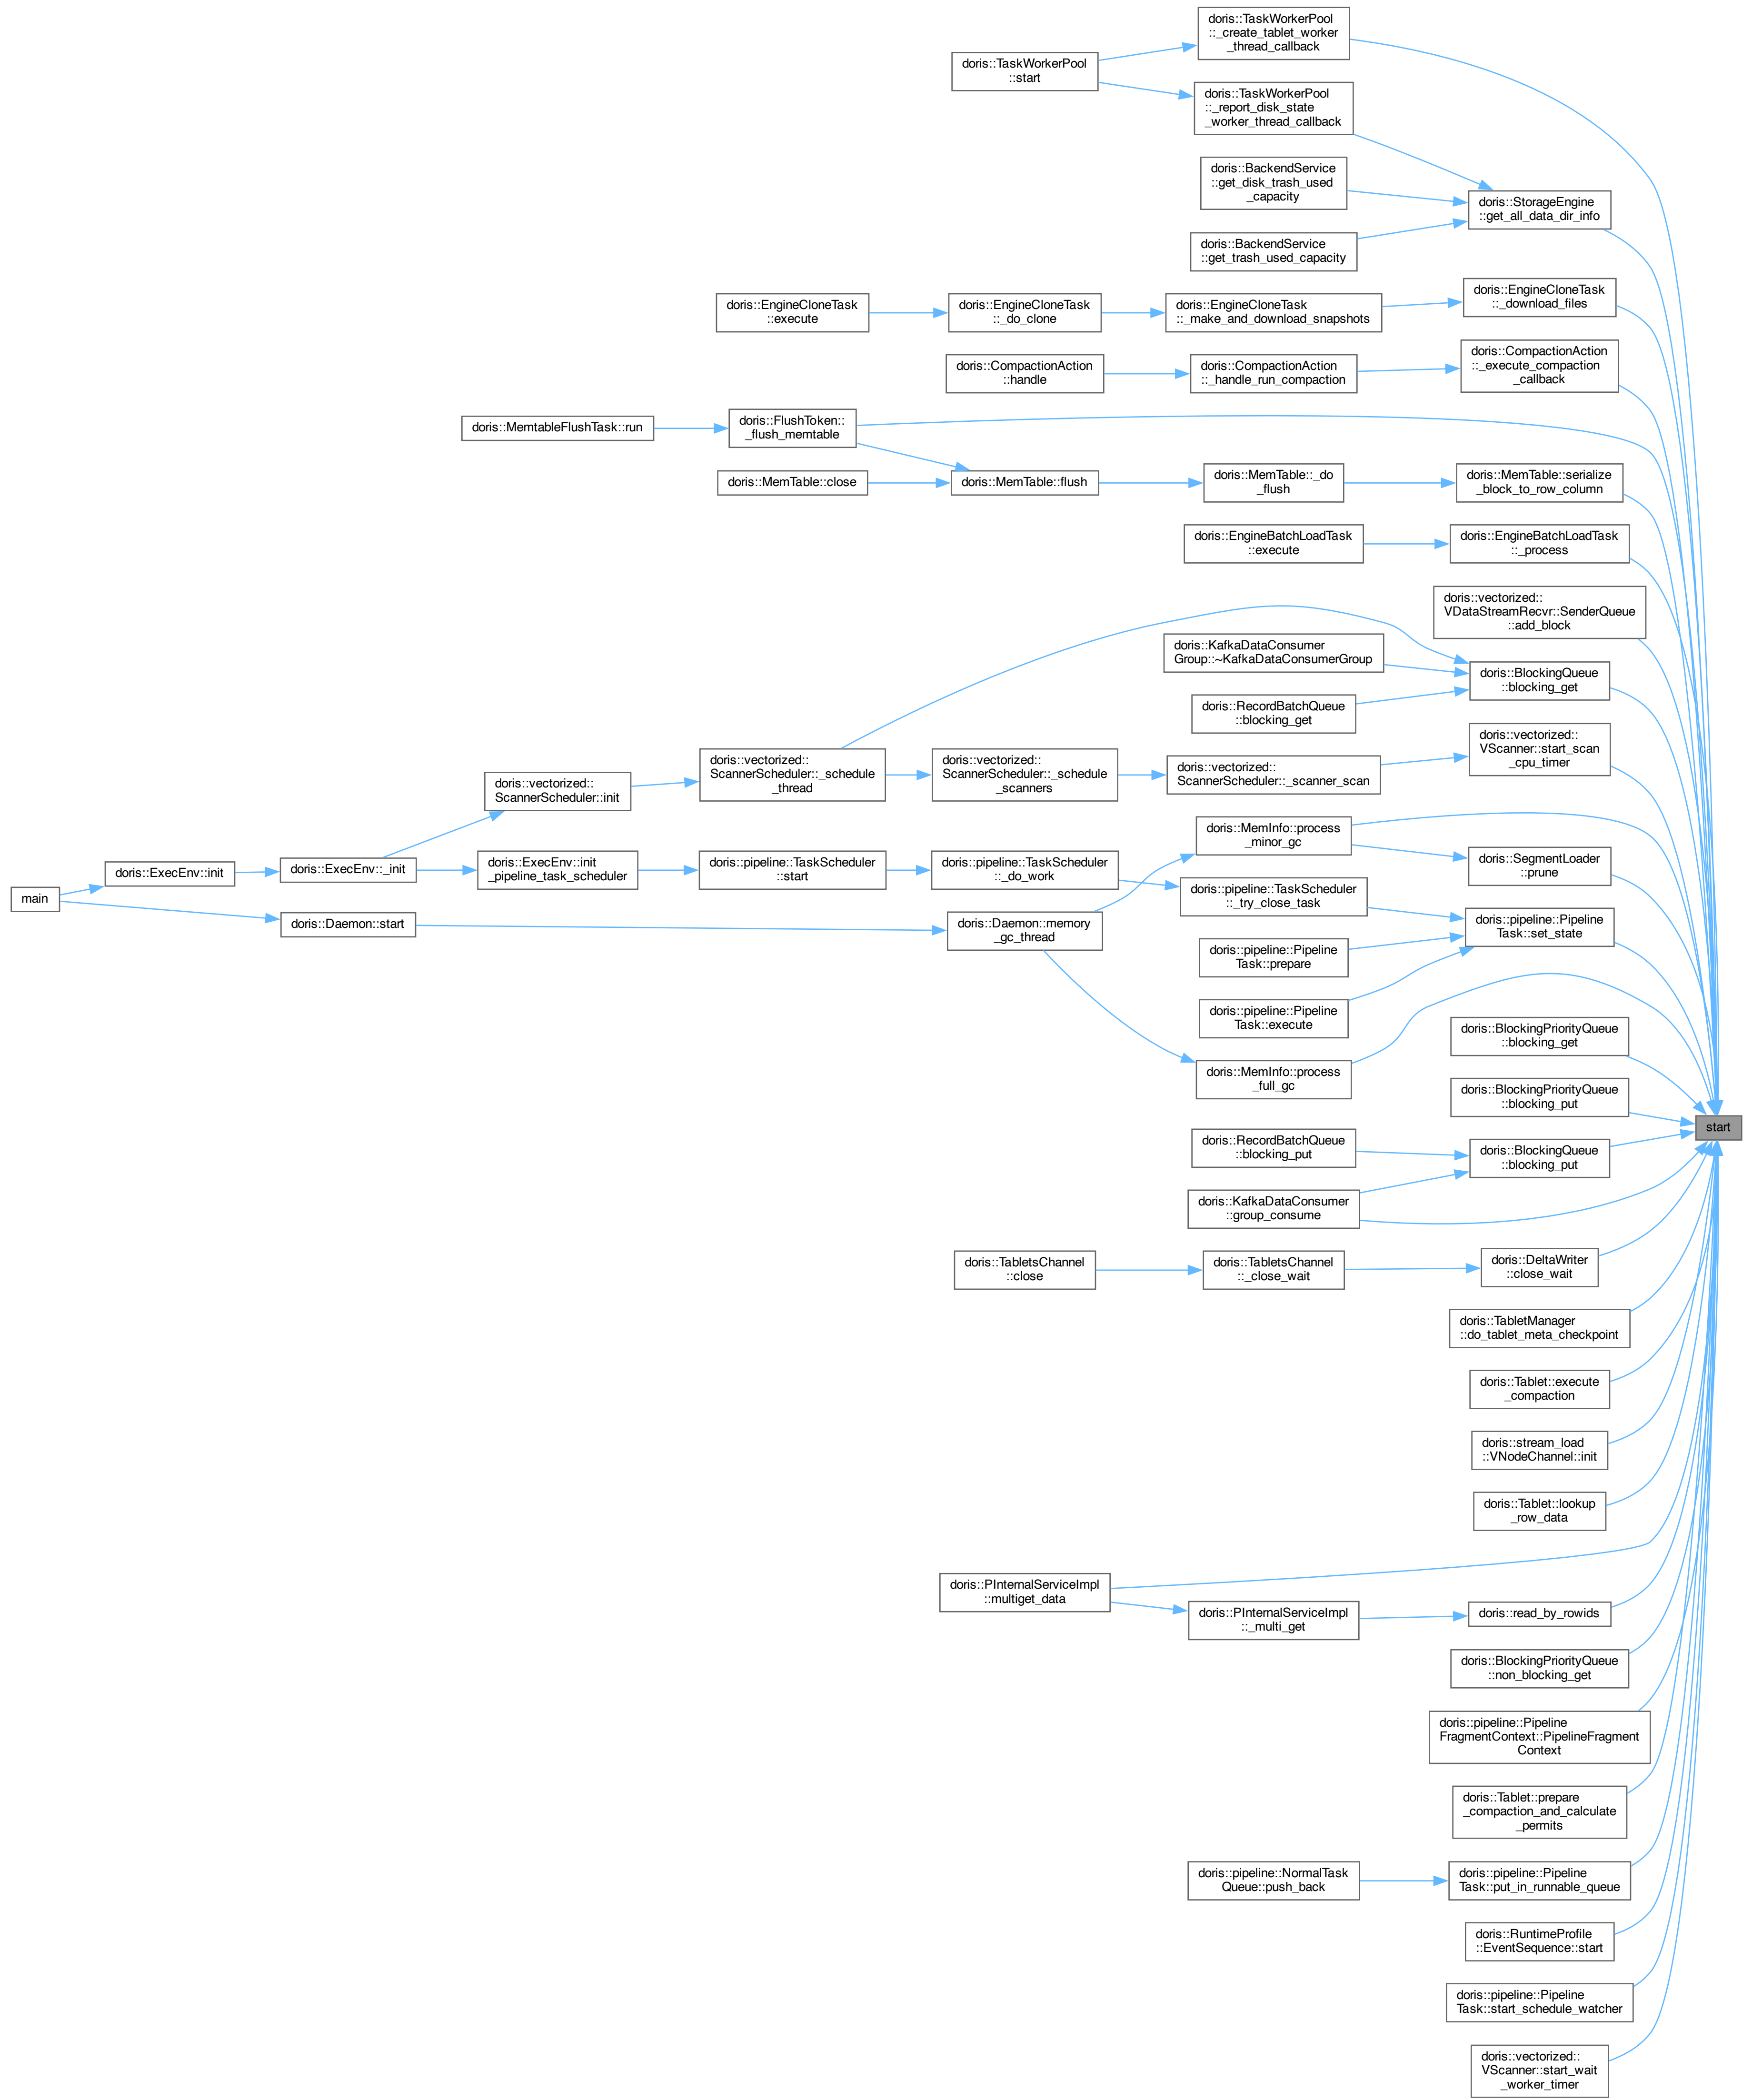 doris::TaskWorkerPool
::_create_tablet_worker
_thread_callback
doris::TaskWorkerPool
::start
doris::TaskWorkerPool
::_report_disk_state
_worker_thread_callback
doris::BackendService
::get_disk_trash_used
_capacity
doris::StorageEngine
::get_all_data_dir_info
doris::BackendService
::get_trash_used_capacity
doris::EngineCloneTask
::execute
doris::EngineCloneTask
::_do_clone
doris::EngineCloneTask
::_make_and_download_snapshots
doris::EngineCloneTask
::_download_files
doris::CompactionAction
::handle
doris::CompactionAction
::_handle_run_compaction
doris::CompactionAction
::_execute_compaction
_callback
doris::MemtableFlushTask::run
doris::FlushToken::
_flush_memtable
doris::MemTable::close
doris::MemTable::flush
doris::MemTable::_do
_flush
doris::MemTable::serialize
_block_to_row_column
doris::EngineBatchLoadTask
::execute
doris::EngineBatchLoadTask
::_process
doris::vectorized::
VDataStreamRecvr::SenderQueue
::add_block
doris::KafkaDataConsumer
Group::~KafkaDataConsumerGroup
doris::BlockingQueue
::blocking_get
doris::RecordBatchQueue
::blocking_get
doris::vectorized::
ScannerScheduler::init
doris::vectorized::
ScannerScheduler::_schedule
_thread
doris::vectorized::
ScannerScheduler::_schedule
_scanners
doris::vectorized::
ScannerScheduler::_scanner_scan
doris::vectorized::
VScanner::start_scan
_cpu_timer
doris::MemInfo::process
_minor_gc
doris::SegmentLoader
::prune
main
doris::ExecEnv::init
doris::ExecEnv::_init
doris::ExecEnv::init
_pipeline_task_scheduler
doris::pipeline::TaskScheduler
::start
doris::pipeline::TaskScheduler
::_do_work
doris::pipeline::TaskScheduler
::_try_close_task
doris::Daemon::start
doris::Daemon::memory
_gc_thread
doris::pipeline::Pipeline
Task::set_state
doris::pipeline::Pipeline
Task::prepare
doris::pipeline::Pipeline
Task::execute
doris::MemInfo::process
_full_gc
doris::BlockingPriorityQueue
::blocking_get
doris::BlockingPriorityQueue
::blocking_put
start
doris::RecordBatchQueue
::blocking_put
doris::BlockingQueue
::blocking_put
doris::KafkaDataConsumer
::group_consume
doris::TabletsChannel
::close
doris::TabletsChannel
::_close_wait
doris::DeltaWriter
::close_wait
doris::TabletManager
::do_tablet_meta_checkpoint
doris::Tablet::execute
_compaction
doris::stream_load
::VNodeChannel::init
doris::Tablet::lookup
_row_data
doris::PInternalServiceImpl
::multiget_data
doris::PInternalServiceImpl
::_multi_get
doris::read_by_rowids
doris::BlockingPriorityQueue
::non_blocking_get
doris::pipeline::Pipeline
FragmentContext::PipelineFragment
Context
doris::Tablet::prepare
_compaction_and_calculate
_permits
doris::pipeline::NormalTask
Queue::push_back
doris::pipeline::Pipeline
Task::put_in_runnable_queue
doris::RuntimeProfile
::EventSequence::start
doris::pipeline::Pipeline
Task::start_schedule_watcher
doris::vectorized::
VScanner::start_wait
_worker_timer